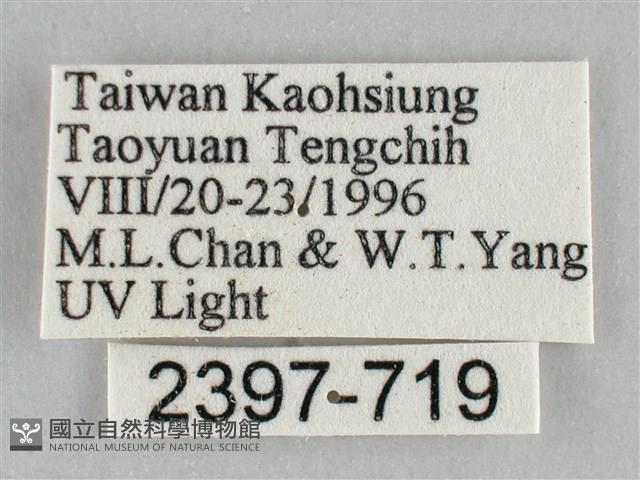 Taiwan Kaohsiung
Taoyuan Tengchih
VIII/20-23/1996
M.L.Chan & W.T.Yang
UV Light
2397-719
國立自然科學博物館
NATIONAL MUSEUM OF NATURAL SCIENCE